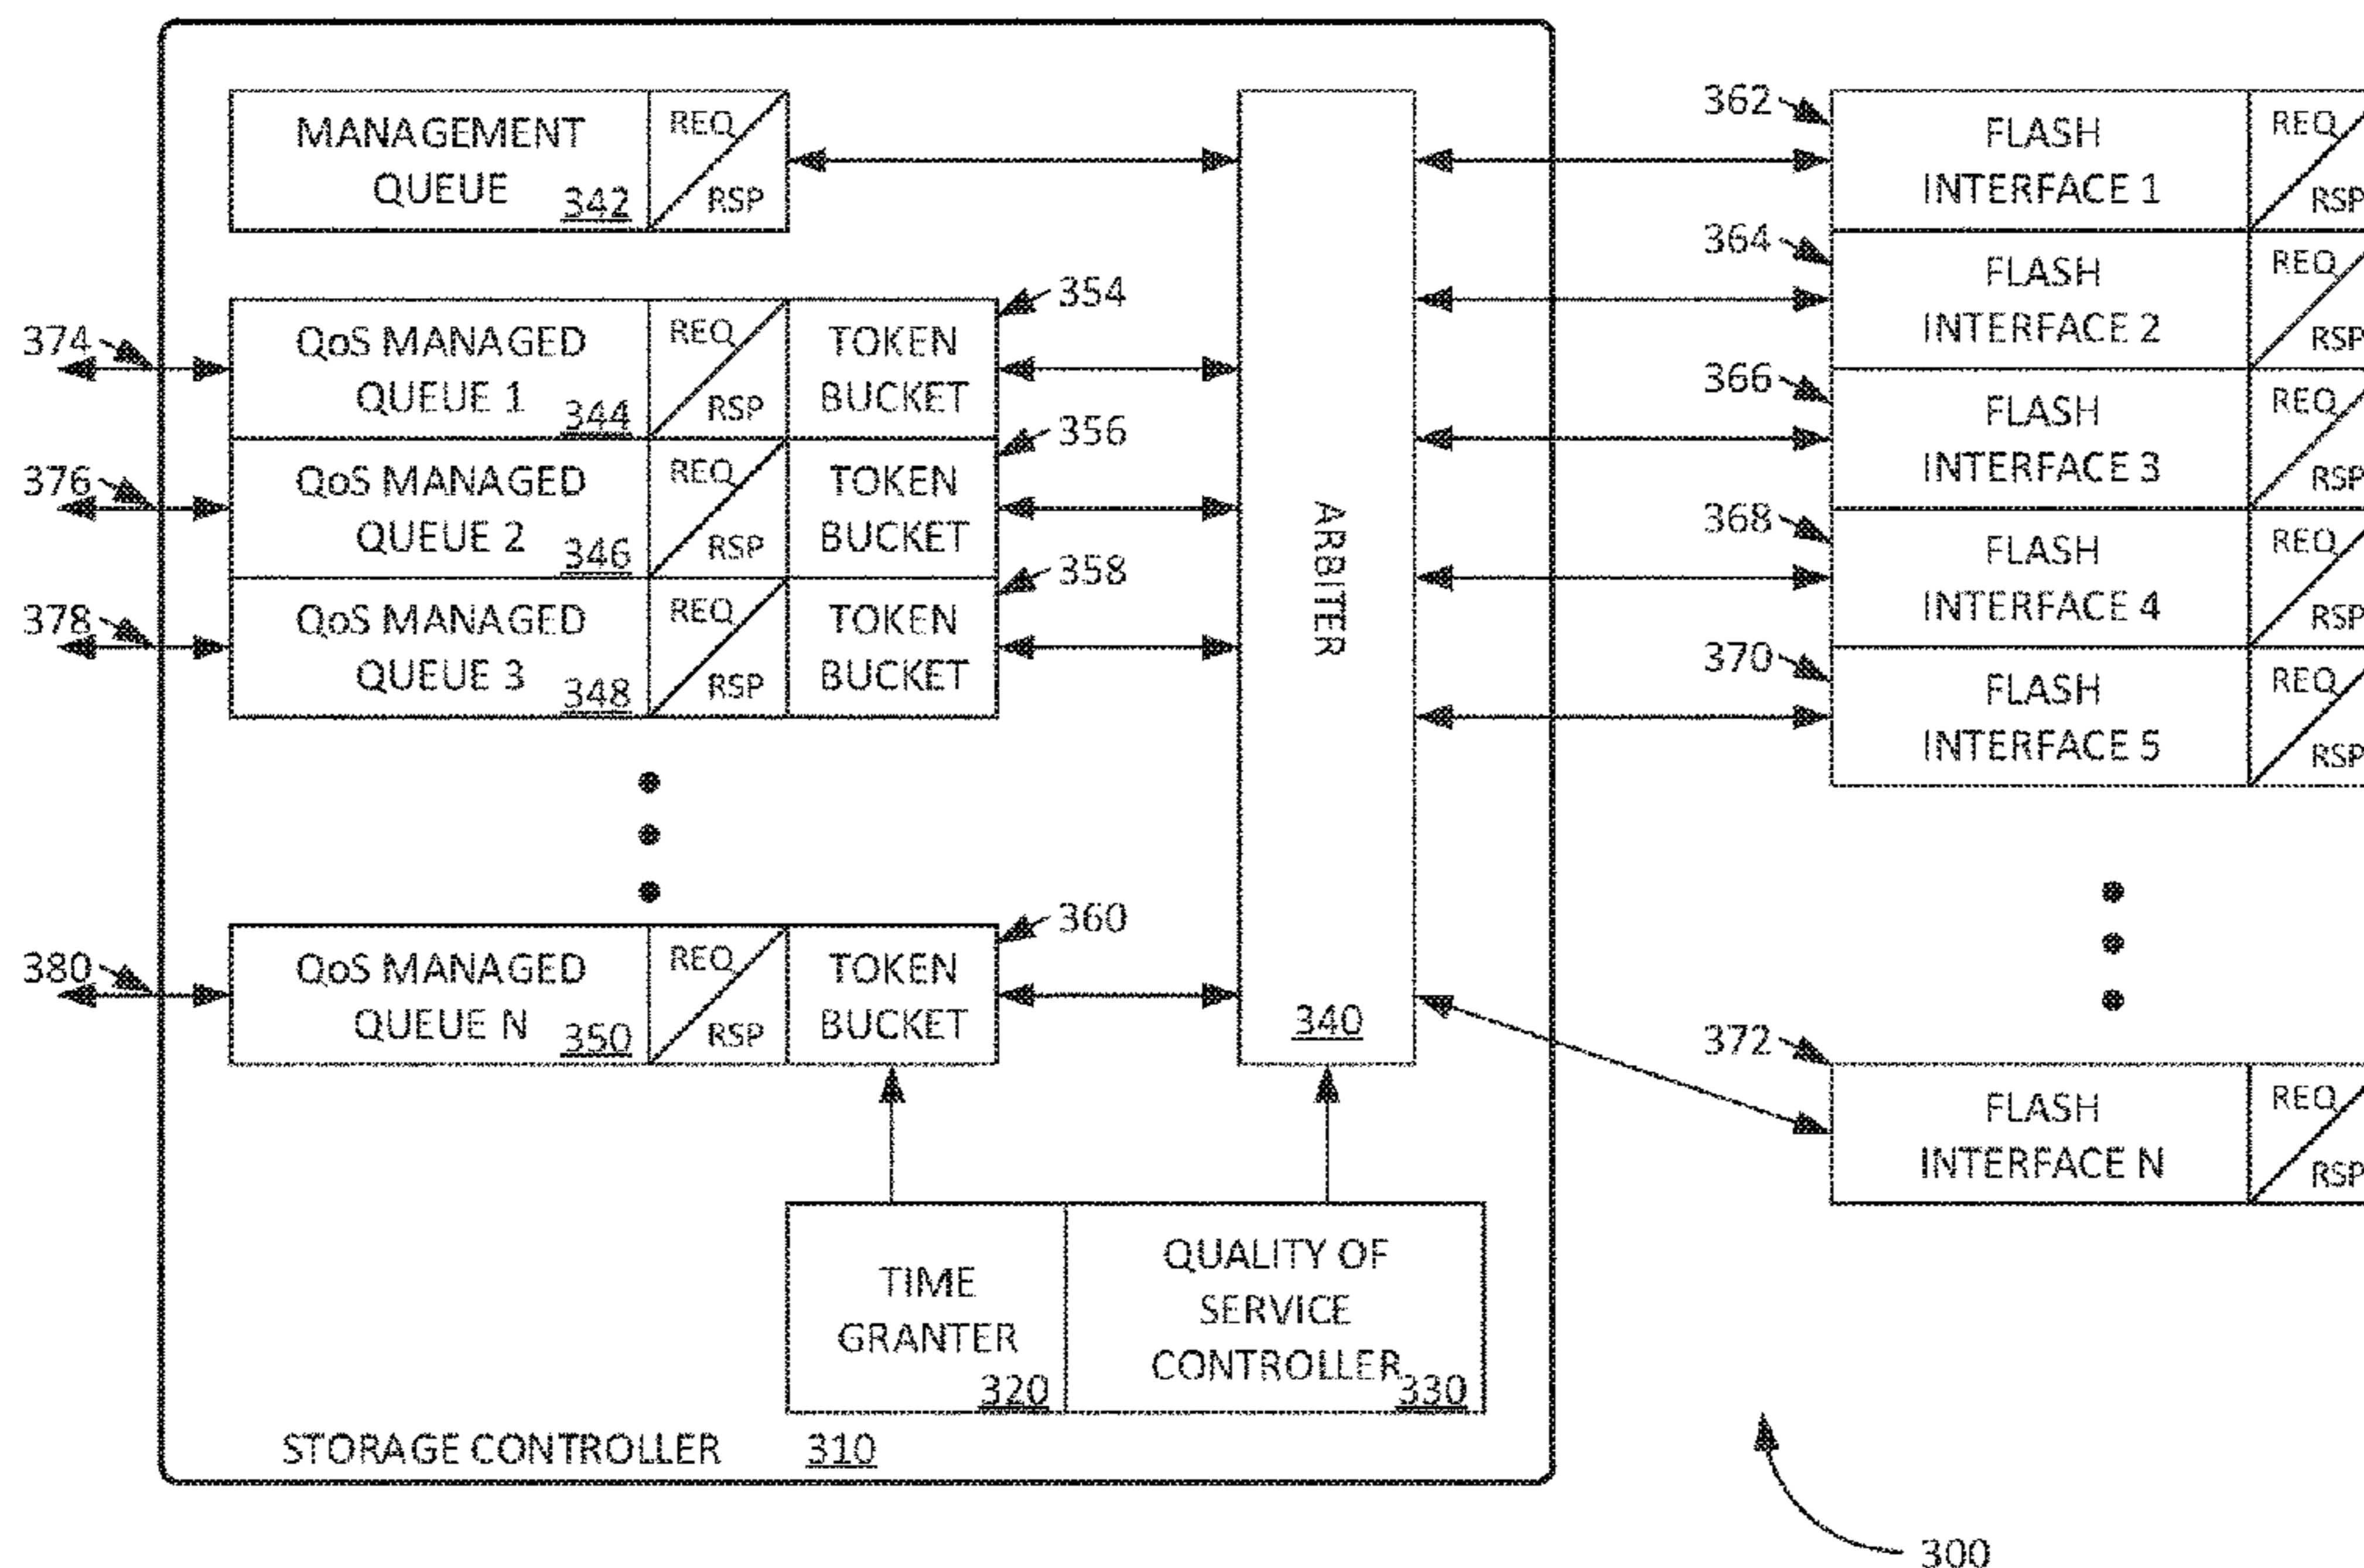 MANAGEMENT
QUEUE 342
REQ
RSP
374
QoS MANAGED
QUEUE 1 344
REQ
RSP
TOKEN
BUCKET
354
376
QoS MANAGED
QUEUE 2 346
REQ
RSP
TOKEN
BUCKET
356
378
QoS MANAGED
QUEUE 3 348
REQ
RSP
TOKEN
BUCKET
358
380
QoS MANAGED
QUEUE N 350
REQ
RSP
TOKEN
BUCKET
360
ARBITER
340
TIME
GRANTER
320
QUALITY OF
SERVICE
CONTROLLER
330
STORAGE CONTROLLER 310
362
FLASH
INTERFACE 1
REQ
RSP
364
FLASH
INTERFACE 2
REQ
RSP
366
FLASH
INTERFACE 3
REQ
RSP
368
FLASH
INTERFACE 4
REQ
RSP
370
FLASH
INTERFACE 5
REQ
RSP
372
FLASH
INTERFACE N
REQ
RSP
300